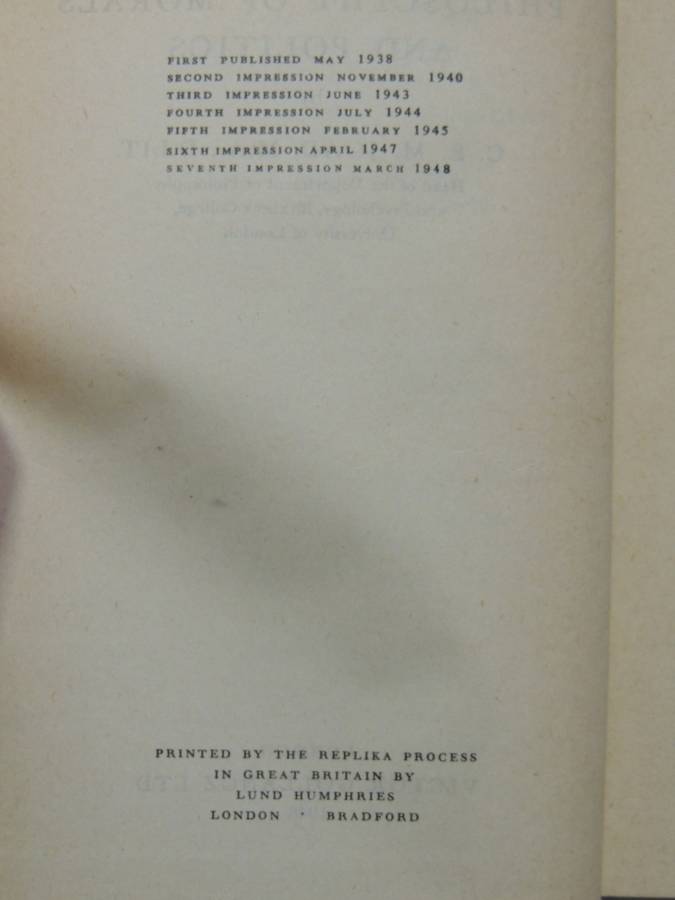 FIRST PUBLISHED MAY 1938
SECOND IMPRESSION NOVEMBER 1940
THIRD IMPRESSION JUNE 1943
FOURTH IMPRESSION JULY 1944
FIFTH IMPRESSION FEBRUARY 1945
SIXTH IMPRESSION APRIL 1947
SEVENTH IMPRESSION MARCH 1948
PRINTED BY THE REPLIKA PROCESS
IN GREAT BRITAIN BY
LUND HUMPHRIES
LONDON · BRADFORD